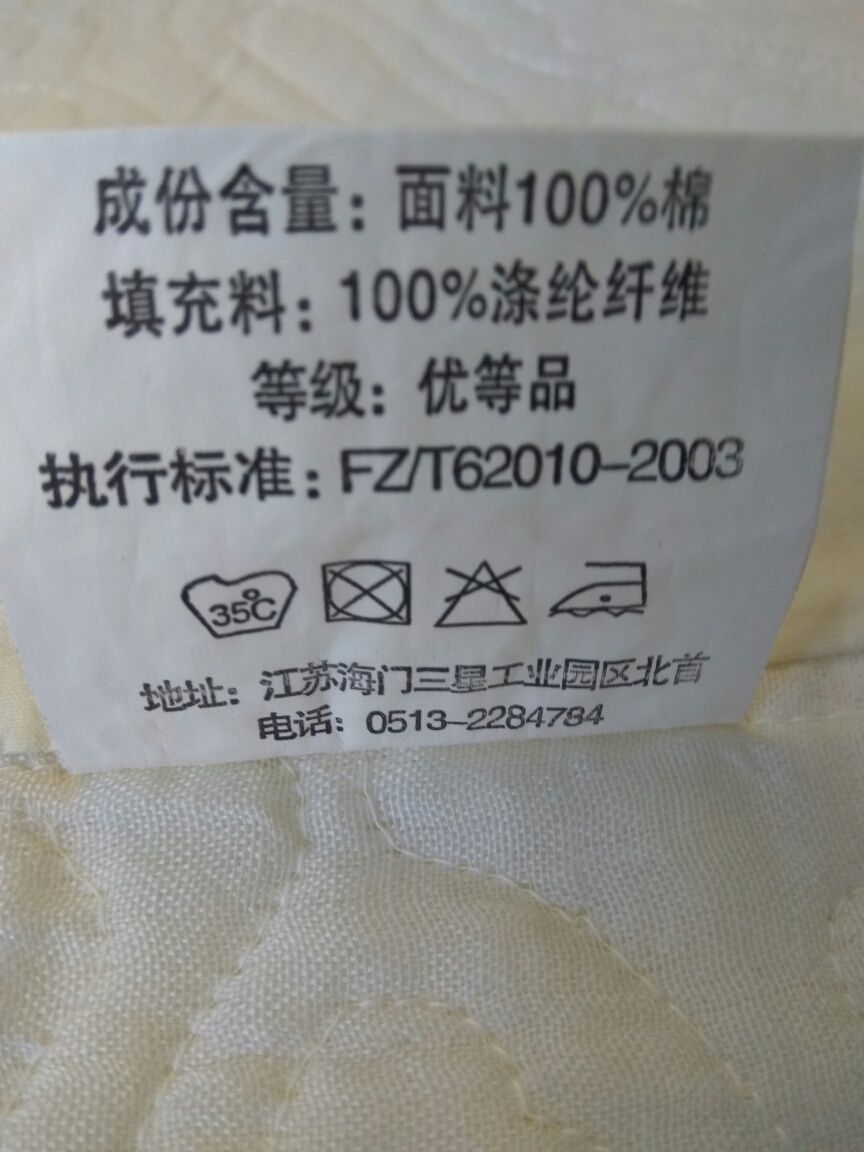 成份含量：面料100%棉
填充料：100%涤纶纤维
等级：优等品
执行标准：FZ/T62010-2003
35℃
地址：江苏海门三星工业园区北首
电话：0513-2284784